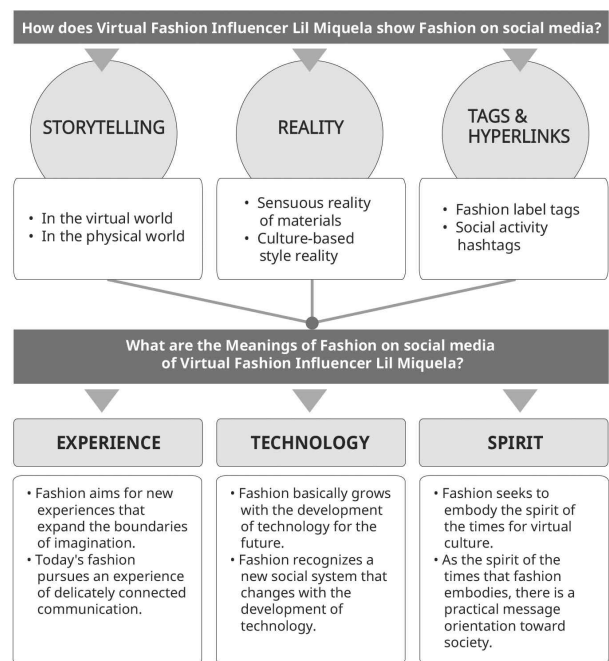 How does Virtual Fashion Influencer Lil Miquela show Fashion on social media?
STORYTELLING
• In the virtual world
• In the physical world
REALITY
• Sensuous reality
of materials
• Culture-based
style reality
TAGS &
HYPERLINKS
• Fashion label tags
• Social activity
hashtags
What are the Meanings of Fashion on social media
of Virtual Fashion Influencer Lil Miquela?
EXPERIENCE
• Fashion aims for new
experiences that
expand the boundaries
of imagination.
• Today's fashion
pursues an experience
of delicately connected
communication.
TECHNOLOGY
• Fashion basically grows
with the development
of technology for the
future.
• Fashion recognizes a
new social system that
changes with the
development of
technology.
SPIRIT
• Fashion seeks to
embody the spirit of
the times for virtual
culture.
• As the spirit of the
times that fashion
embodies, there is a
practical message
orientation toward
society.